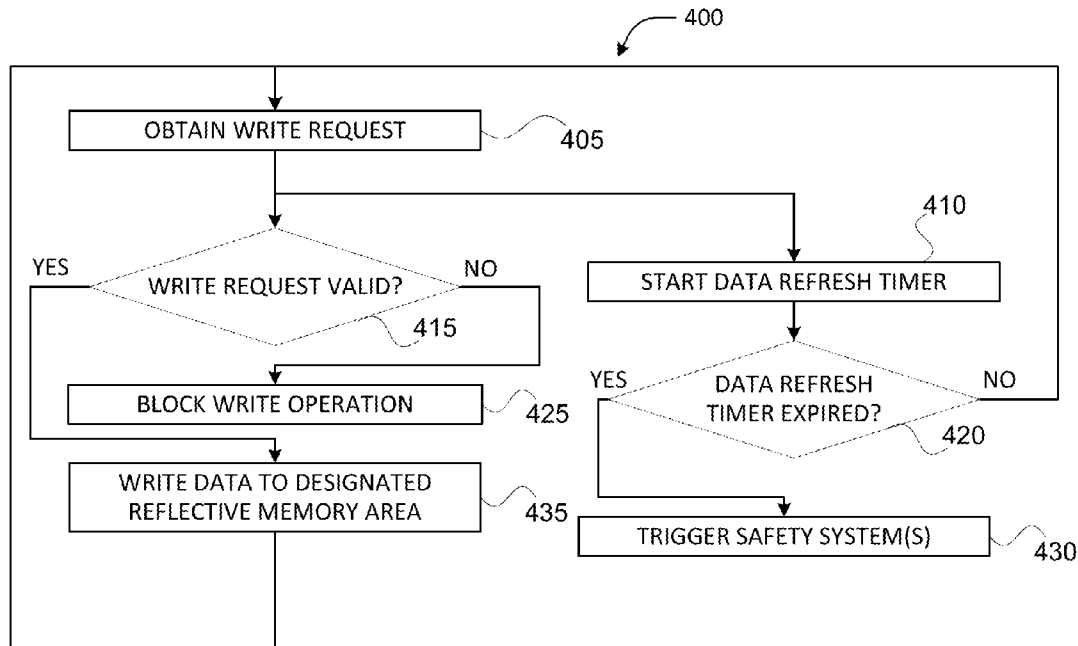 400
OBTAIN WRITE REQUEST
405
410
YES
WRITE REQUEST VALID?
NO
START DATA REFRESH TIMER
415
YES
DATA REFRESH
TIMER EXPIRED?
NO
BLOCK WRITE OPERATION
425
420
WRITE DATA TO DESIGNATED
REFLECTIVE MEMORY AREA
435
TRIGGER SAFETY SYSTEM(S)
430